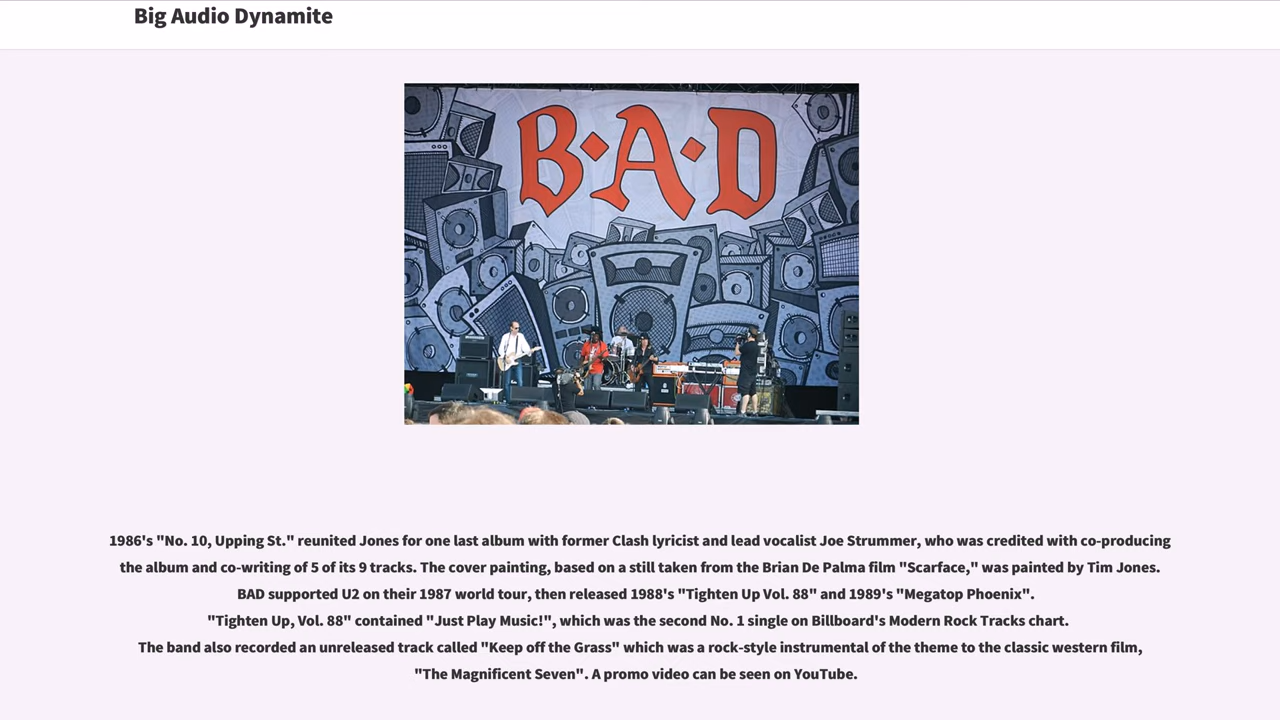 Big Audio Dynamite
B·A·D
1986's "No. 10, Upping St." reunited Jones for one last album with former Clash lyricist and lead vocalist Joe Strummer, who was credited with co-producing
the album and co-writing of 5 of its 9 tracks. The cover painting, based on a still taken from the Brian De Palma film "Scarface," was painted by Tim Jones.
BAD supported U2 on their 1987 world tour, then released 1988's "Tighten Up Vol. 88" and 1989's "Megatop Phoenix".
"Tighten Up, Vol. 88" contained "Just Play Music!", which was the second No. 1 single on Billboard's Modern Rock Tracks chart.
The band also recorded an unreleased track called "Keep off the Grass" which was a rock-style instrumental of the theme to the classic western film,
"The Magnificent Seven". A promo video can be seen on YouTube.